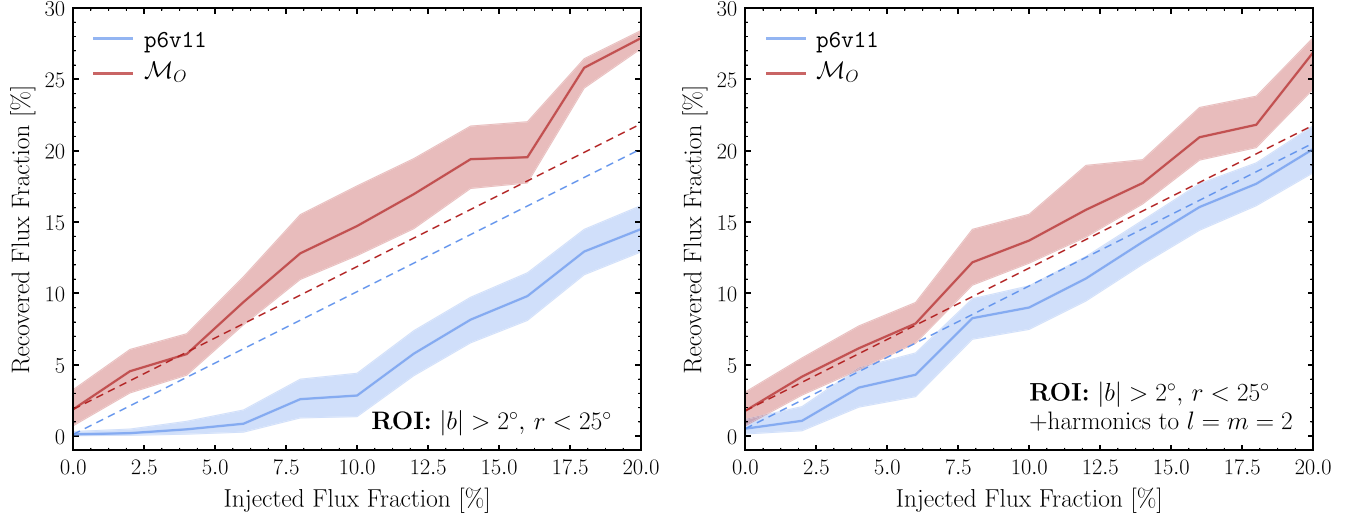 30
25
20
15
10
5
0
Recovered Flux Fraction [%]
p6v11
𝓜_O
ROI: |b| > 2°, r < 25°
0.0 2.5 5.0 7.5 10.0 12.5 15.0 17.5 20.0
Injected Flux Fraction [%]
30
25
20
15
10
5
0
Recovered Flux Fraction [%]
p6v11
𝓜_O
ROI: |b| > 2°, r < 25°
+harmonics to l = m = 2
0.0 2.5 5.0 7.5 10.0 12.5 15.0 17.5 20.0
Injected Flux Fraction [%]